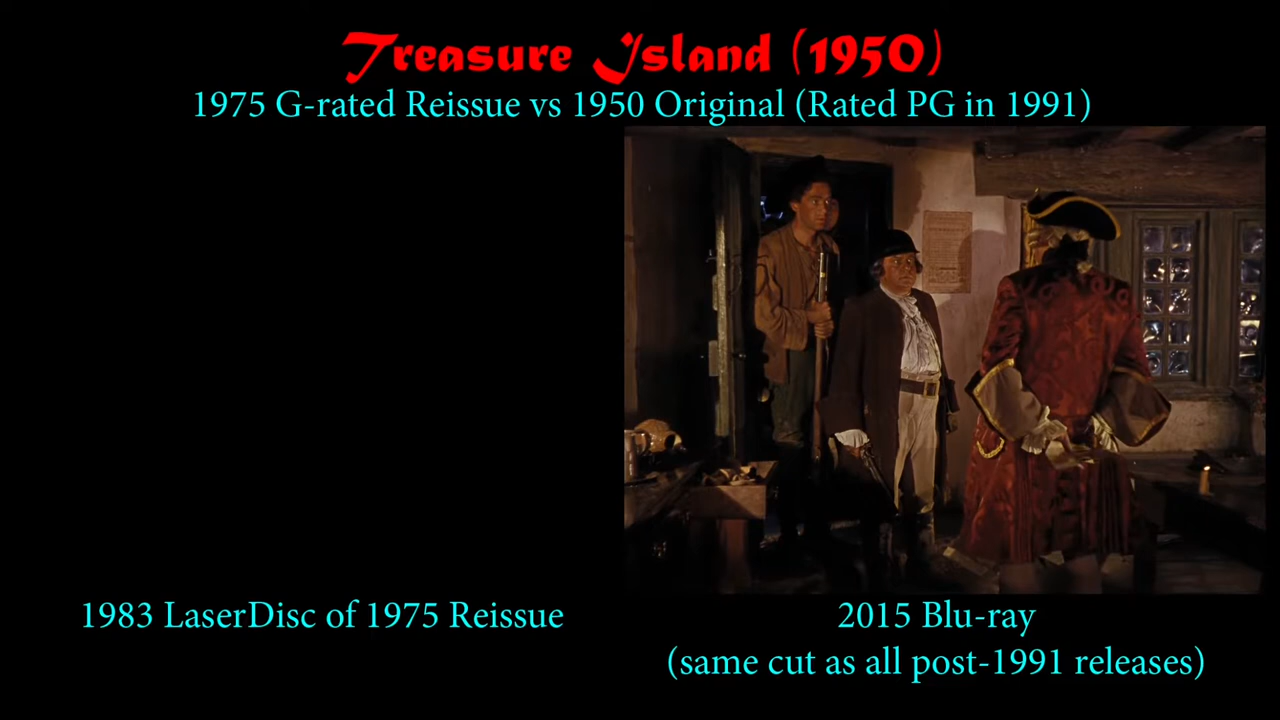 Treasure Island (1950)
1975 G-rated Reissue vs 1950 Original (Rated PG in 1991)
1983 LaserDisc of 1975 Reissue
2015 Blu-ray
(same cut as all post-1991 releases)